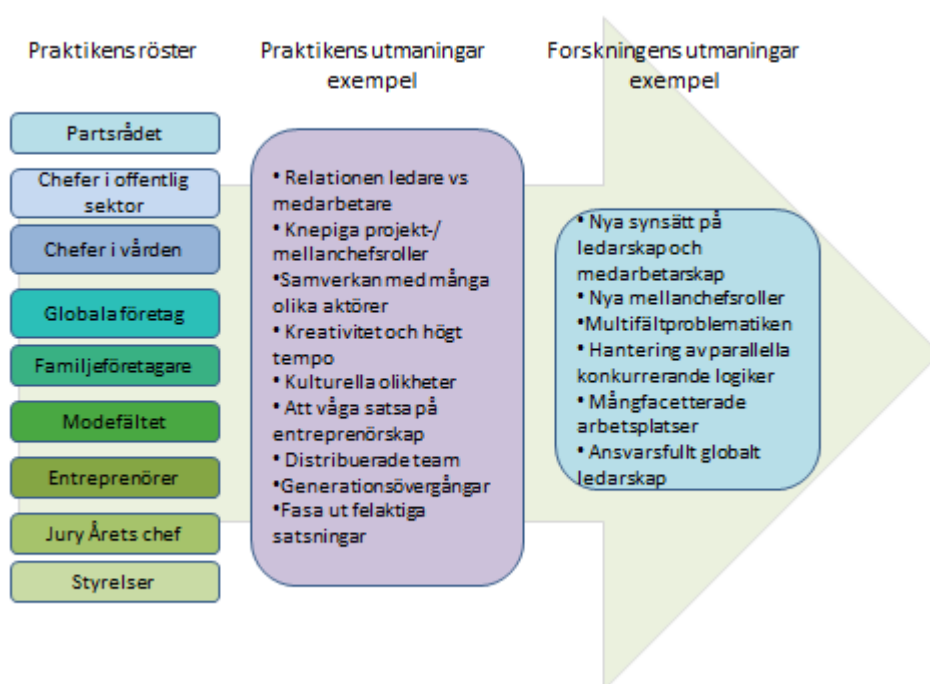 Praktikens röster
Praktikens utmaningar
exempel
Forskningens utmaningar
exempel
Partsrådet
Chefer i offentlig
sektor
Chefer i vården
Globala företag
Familjeföretagare
Modefältet
Entreprenörer
Jury Årets chef
Styrelser
• Relationen ledare vs
medarbetare
• Knepiga projekt-/
mellanchefsroller
•Samverkan med många
olika aktörer
• Kreativitet och högt
tempo
• Kulturella olikheter
• Att våga satsa på
entreprenörskap
• Distribuerade team
•Generationsövergångar
•Fasa ut felaktiga
satsningar
• Nya synsätt på
ledarskap och
medarbetarskap
• Nya mellanchefsroller
•Multifältproblematiken
• Hantering av parallella
konkurrerande logiker
• Mångfacetterade
arbetsplatser
• Ansvarsfullt globalt
ledarskap